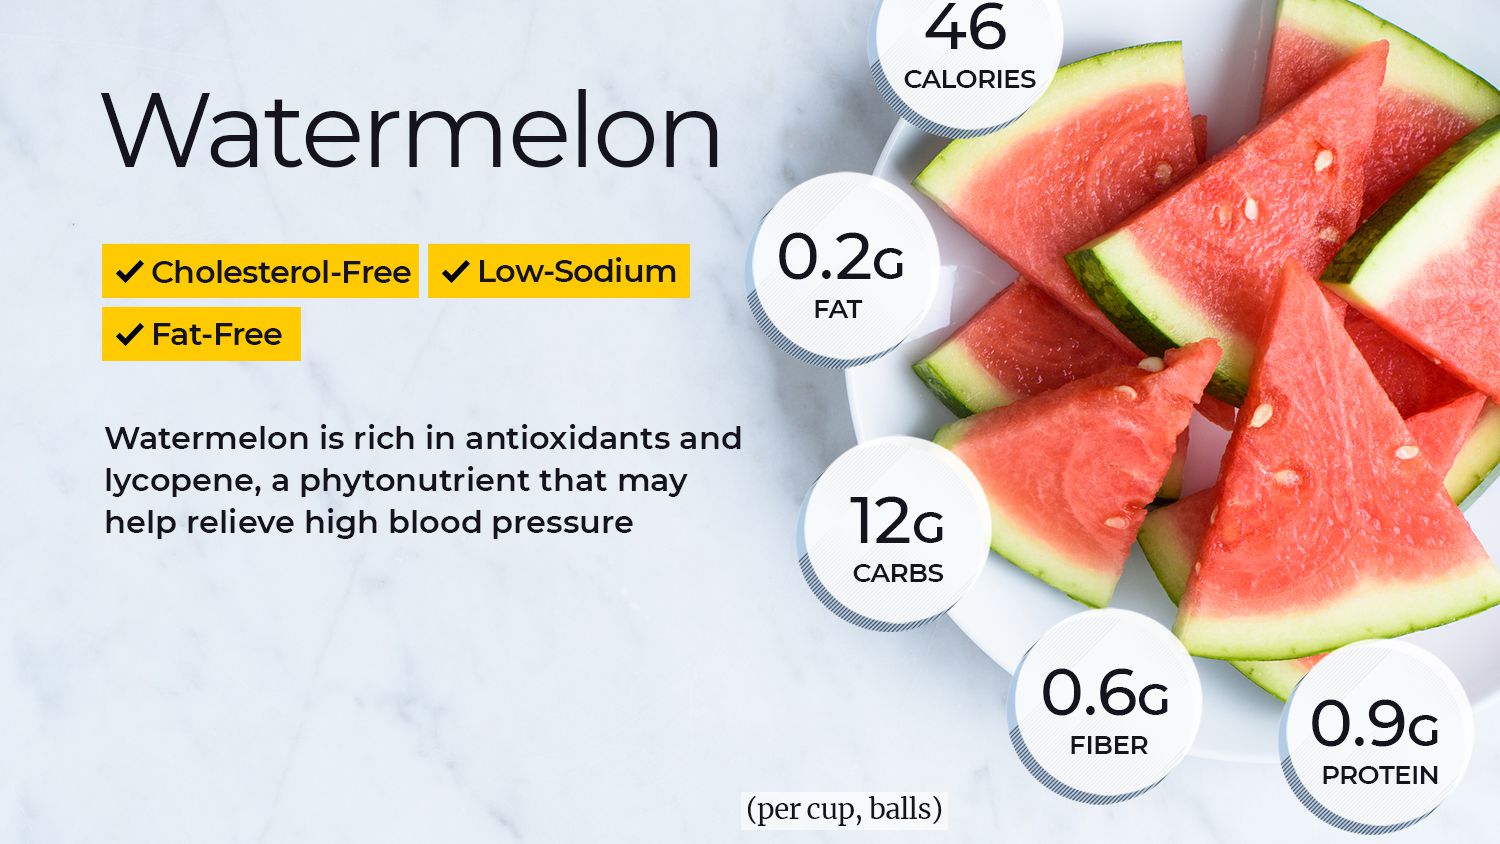 Watermelon
✓ Cholesterol-Free ✓ Low-Sodium
✓ Fat-Free
Watermelon is rich in antioxidants and
lycopene, a phytonutrient that may
help relieve high blood pressure
46
CALORIES
0.2G
FAT
12G
CARBS
0.6G
FIBER
0.9G
PROTEIN
(per cup, balls)